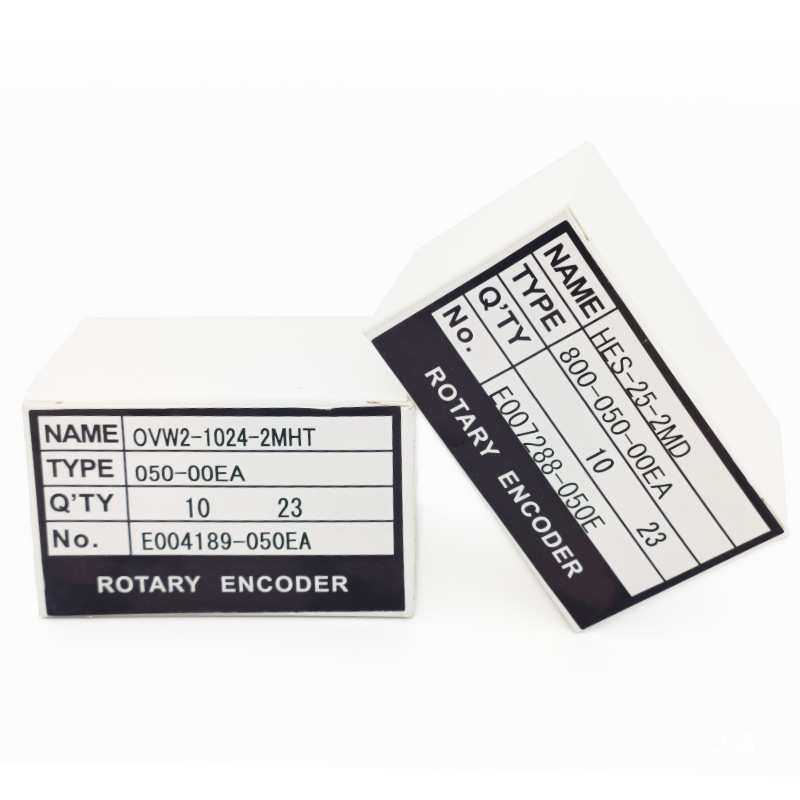 NAME OVW2-1024-2MHT
TYPE 050-00EA
Q'TY 10 23
No. E004189-050EA
ROTARY ENCODER
NAME HES-25-2MD
TYPE 800-050-00EA
Q'TY 10 23
No. E007288-050E
ROTARY ENCODER